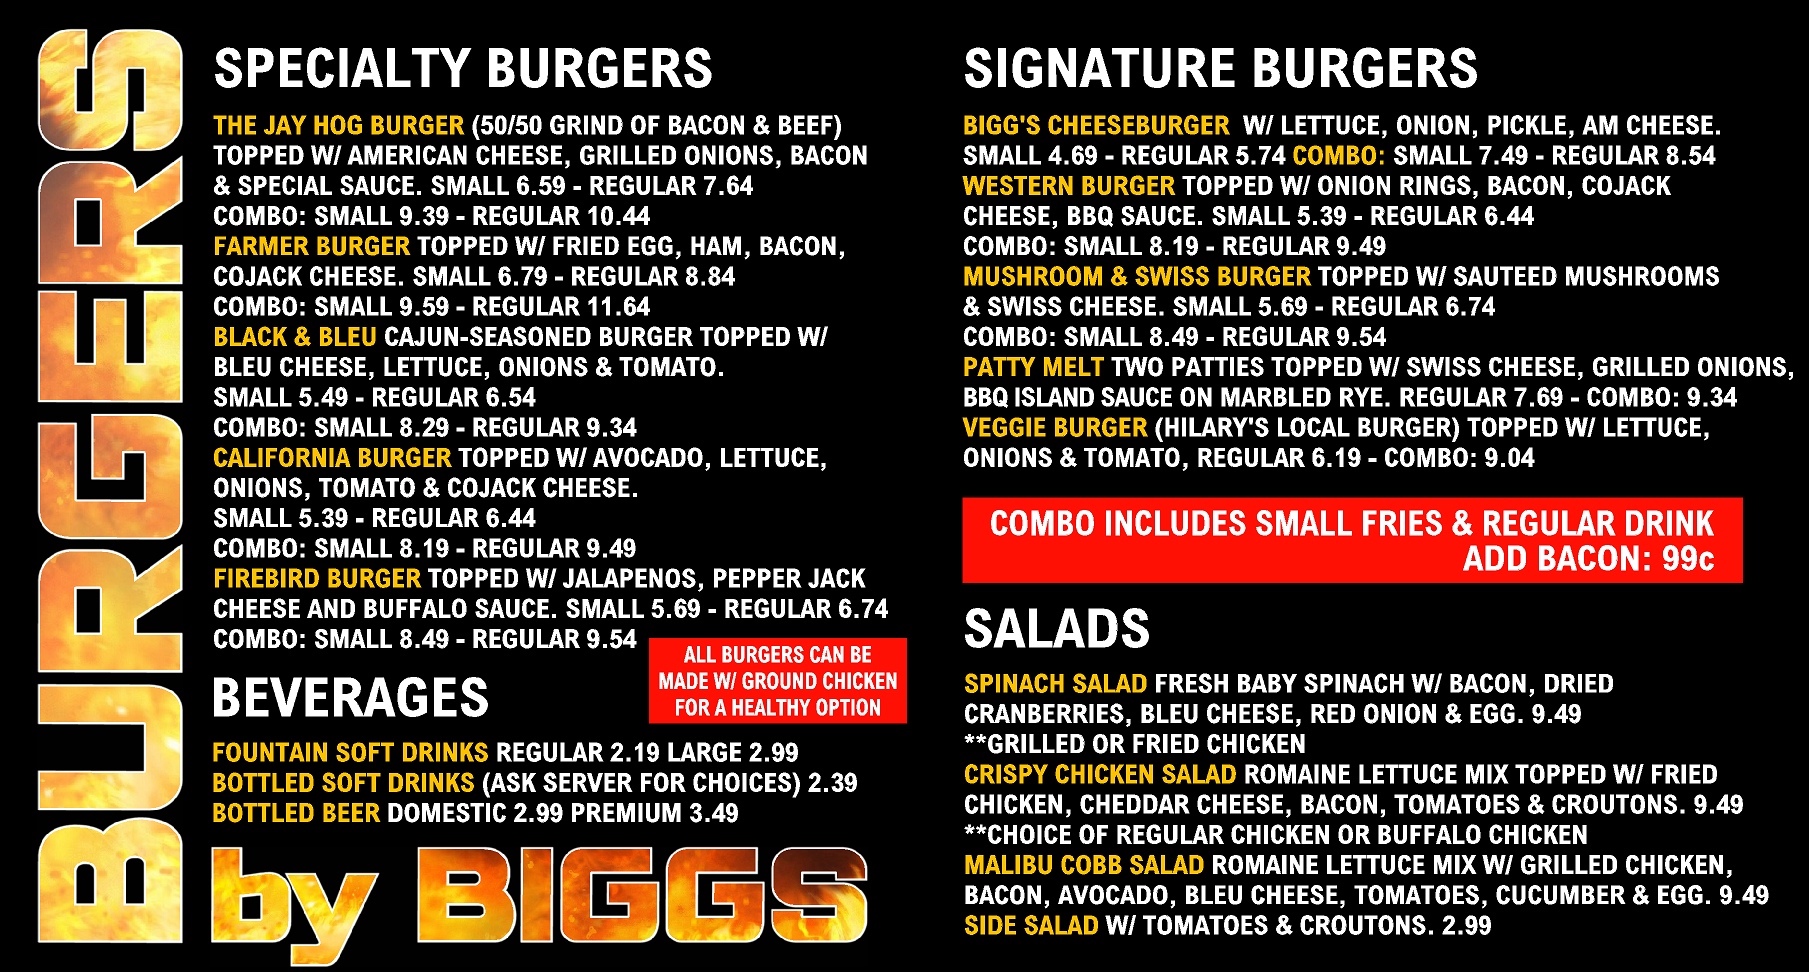 BURGERS
SPECIALTY BURGERS
THE JAY HOG BURGER (50/50 GRIND OF BACON & BEEF)
TOPPED W/ AMERICAN CHEESE, GRILLED ONIONS, BACON
& SPECIAL SAUCE. SMALL 6.59 - REGULAR 7.64
COMBO: SMALL 9.39 - REGULAR 10.44
FARMER BURGER TOPPED W/ FRIED EGG, HAM, BACON,
COJACK CHEESE. SMALL 6.79 - REGULAR 8.84
COMBO: SMALL 9.59 - REGULAR 11.64
BLACK & BLEU CAJUN-SEASONED BURGER TOPPED W/
BLEU CHEESE, LETTUCE, ONIONS & TOMATO.
SMALL 5.49 - REGULAR 6.54
COMBO: SMALL 8.29 - REGULAR 9.34
CALIFORNIA BURGER TOPPED W/ AVOCADO, LETTUCE,
ONIONS, TOMATO & COJACK CHEESE.
SMALL 5.39 - REGULAR 6.44
COMBO: SMALL 8.19 - REGULAR 9.49
FIREBIRD BURGER TOPPED W/ JALAPENOS, PEPPER JACK
CHEESE AND BUFFALO SAUCE. SMALL 5.69 - REGULAR 6.74
COMBO: SMALL 8.49 - REGULAR 9.54
ALL BURGERS CAN BE
MADE W/ GROUND CHICKEN
FOR A HEALTHY OPTION
BEVERAGES
FOUNTAIN SOFT DRINKS REGULAR 2.19 LARGE 2.99
BOTTLED SOFT DRINKS (ASK SERVER FOR CHOICES) 2.39
BOTTLED BEER DOMESTIC 2.99 PREMIUM 3.49
by BIGGS
SIGNATURE BURGERS
BIGG'S CHEESEBURGER W/ LETTUCE, ONION, PICKLE, AM CHEESE.
SMALL 4.69 - REGULAR 5.74 COMBO: SMALL 7.49 - REGULAR 8.54
WESTERN BURGER TOPPED W/ ONION RINGS, BACON, COJACK
CHEESE, BBQ SAUCE. SMALL 5.39 - REGULAR 6.44
COMBO: SMALL 8.19 - REGULAR 9.49
MUSHROOM & SWISS BURGER TOPPED W/ SAUTEED MUSHROOMS
& SWISS CHEESE. SMALL 5.69 - REGULAR 6.74
COMBO: SMALL 8.49 - REGULAR 9.54
PATTY MELT TWO PATTIES TOPPED W/ SWISS CHEESE, GRILLED ONIONS,
BBQ ISLAND SAUCE ON MARBLED RYE. REGULAR 7.69 - COMBO: 9.34
VEGGIE BURGER (HILARY'S LOCAL BURGER) TOPPED W/ LETTUCE,
ONIONS & TOMATO, REGULAR 6.19 - COMBO: 9.04
COMBO INCLUDES SMALL FRIES & REGULAR DRINK
ADD BACON: 99c
SALADS
SPINACH SALAD FRESH BABY SPINACH W/ BACON, DRIED
CRANBERRIES, BLEU CHEESE, RED ONION & EGG. 9.49
**GRILLED OR FRIED CHICKEN
CRISPY CHICKEN SALAD ROMAINE LETTUCE MIX TOPPED W/ FRIED
CHICKEN, CHEDDAR CHEESE, BACON, TOMATOES & CROUTONS. 9.49
**CHOICE OF REGULAR CHICKEN OR BUFFALO CHICKEN
MALIBU COBB SALAD ROMAINE LETTUCE MIX W/ GRILLED CHICKEN,
BACON, AVOCADO, BLEU CHEESE, TOMATOES, CUCUMBER & EGG. 9.49
SIDE SALAD W/ TOMATOES & CROUTONS. 2.99